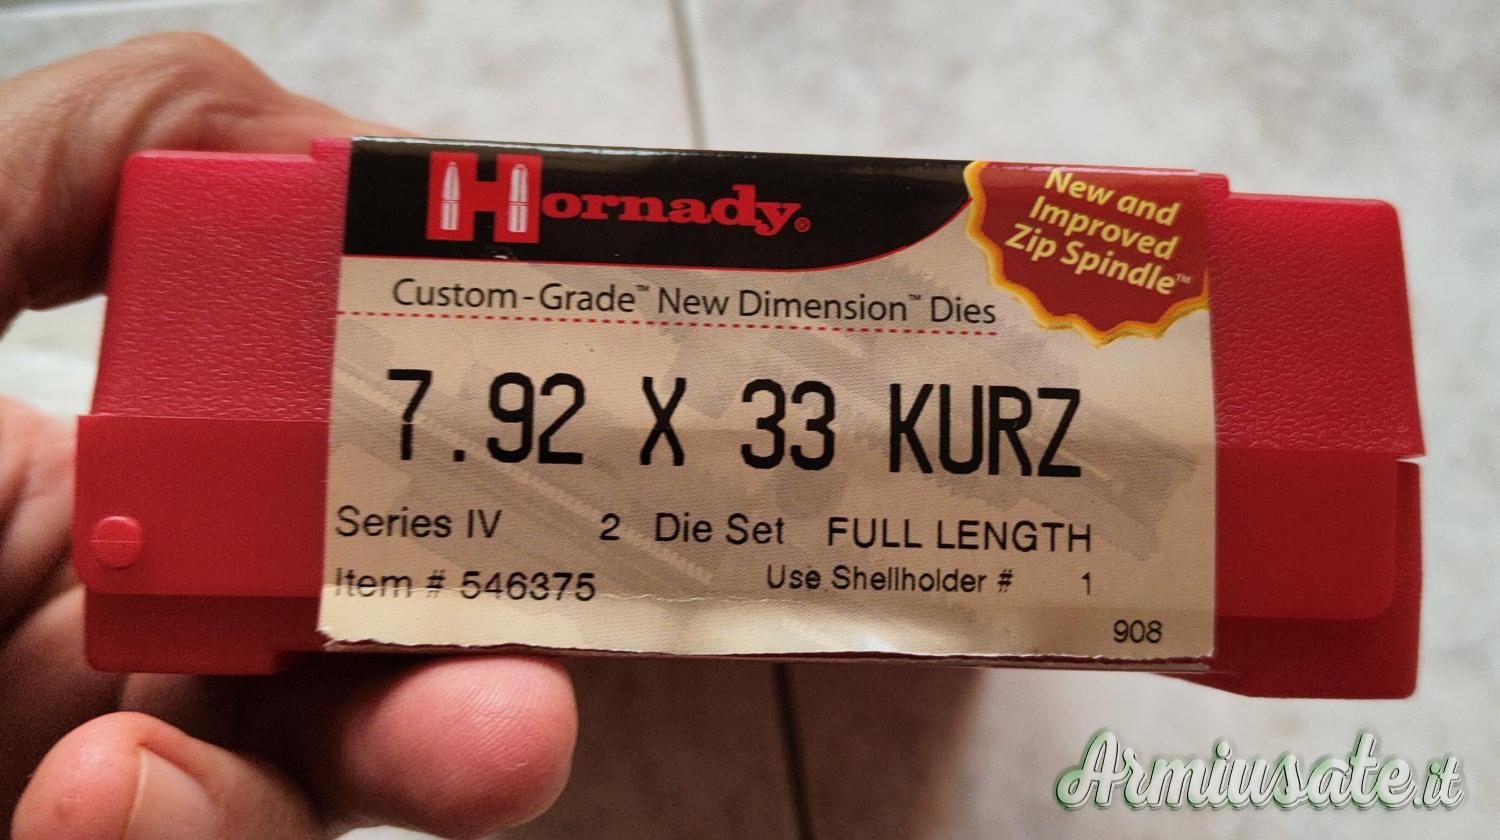 Hornady®
New and
Improved
Zip Spindle™
Custom-Grade™ New Dimension™ Dies
7.92 X 33 KURZ
Series IV 2 Die Set FULL LENGTH
Item # 546375 Use Shellholder # 1
908
Armiusate.it